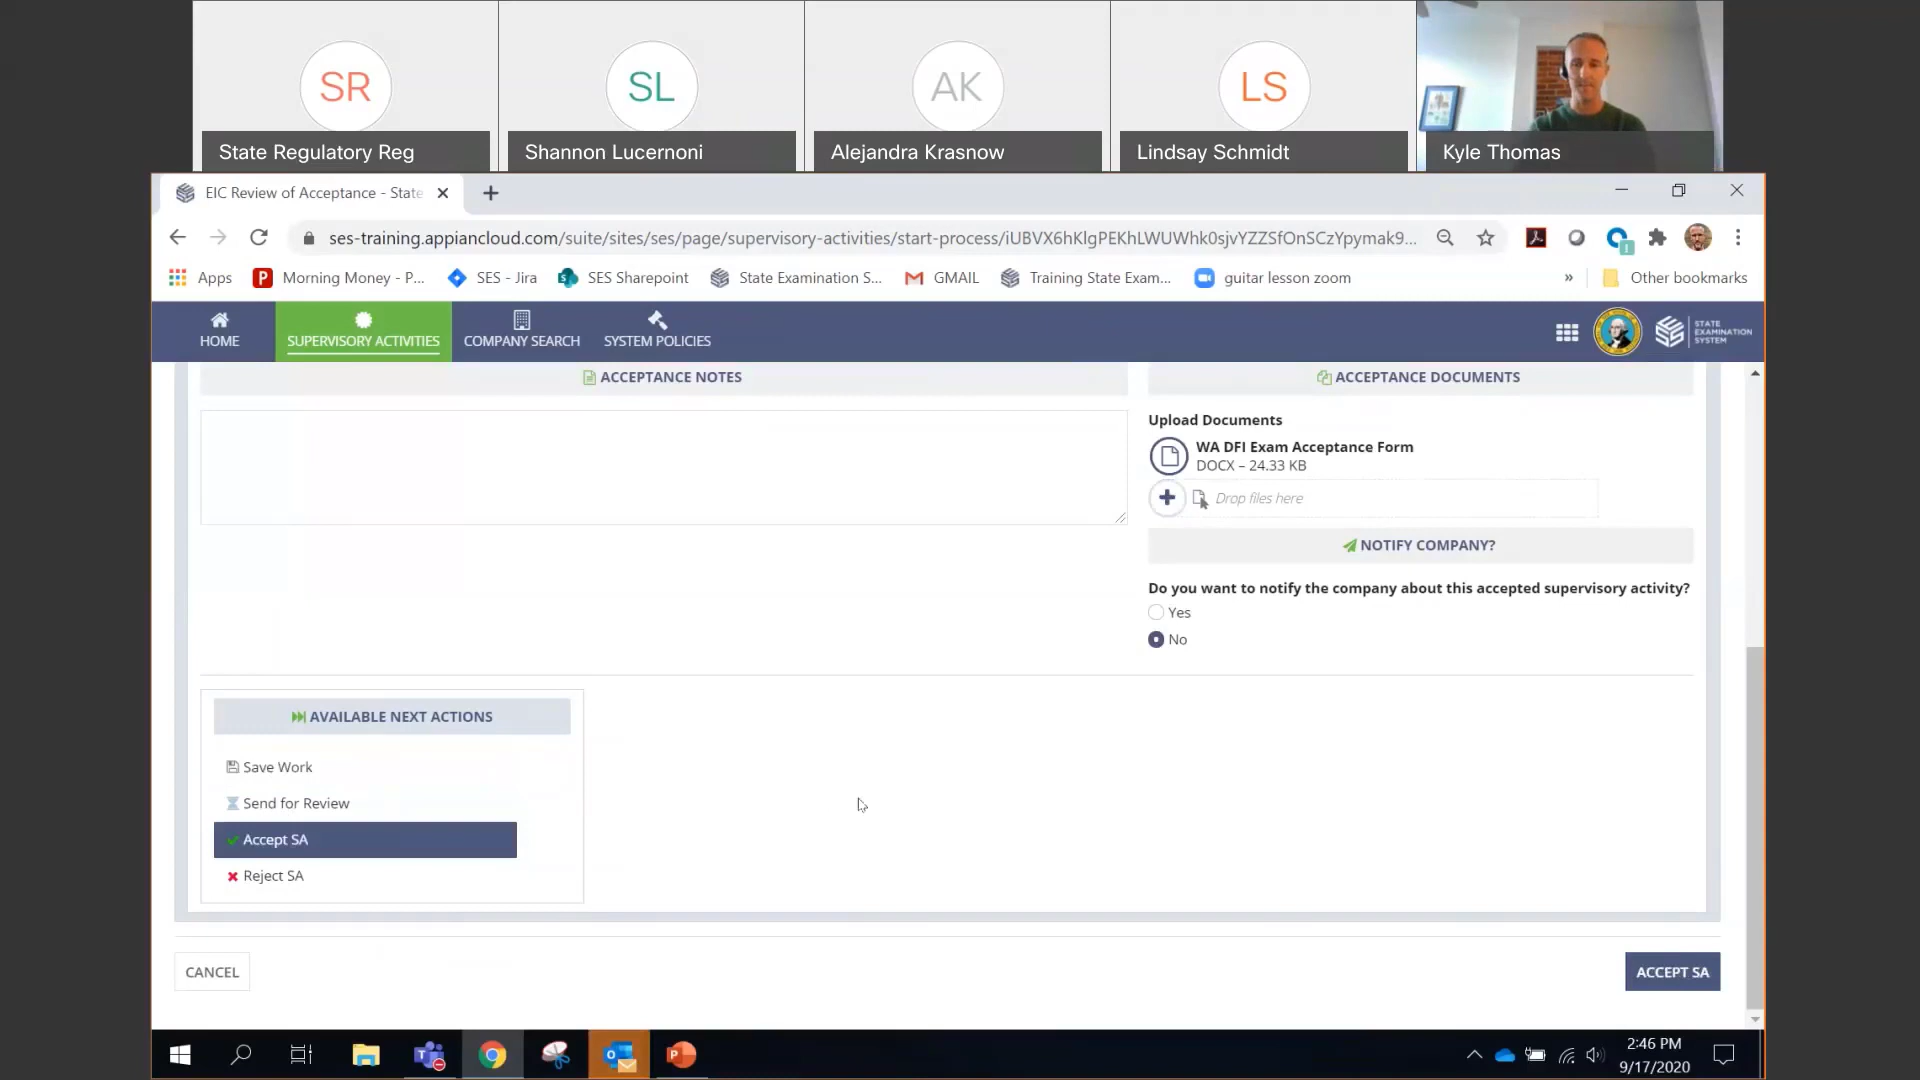 SR
SL
AK
LS
State Regulatory Reg
Shannon Lucernoni
Alejandra Krasnow
Lindsay Schmidt
Kyle Thomas
EIC Review of Acceptance - State
ses-training.appiancloud.com/suite/sites/ses/page/supervisory-activities/start-process/iUBVX6hKlgPEKhLWUWhk0sjvYZZSfOnSCzYpymak9...
Apps
Morning Money - P...
SES - Jira
SES Sharepoint
State Examination S...
GMAIL
Training State Exam...
guitar lesson zoom
»
Other bookmarks
HOME
SUPERVISORY ACTIVITIES
COMPANY SEARCH
SYSTEM POLICIES
STATE
EXAMINATION
SYSTEM
ACCEPTANCE NOTES
ACCEPTANCE DOCUMENTS
Upload Documents
WA DFI Exam Acceptance Form
DOCX – 24.33 KB
Drop files here
NOTIFY COMPANY?
Do you want to notify the company about this accepted supervisory activity?
Yes
No
AVAILABLE NEXT ACTIONS
Save Work
Send for Review
Accept SA
Reject SA
CANCEL
ACCEPT SA
2:46 PM
9/17/2020